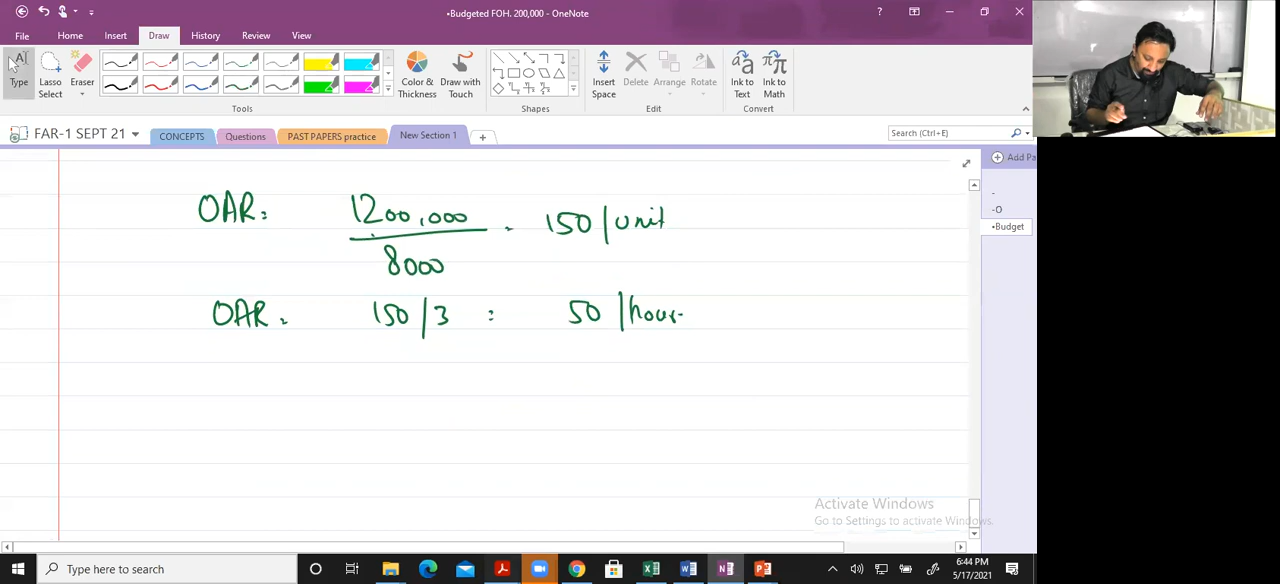 •Budgeted FOH. 200,000 - OneNote
File Home Insert Draw History Review View
Type
Lasso Select
Eraser
Color & Thickness
Draw with Touch
Insert Space
Delete
Arrange
Rotate
Ink to Text
Ink to Math
Tools
Shapes
Edit
Convert
FAR-1 SEPT 21
CONCEPTS
Questions
PAST PAPERS practice
New Section 1
Search (Ctrl+E)
Add Pa
-
-O
•Budget
OAR: 1200,000 / 8000 = 150/unit
OAR = 150/3 = 50/hour
Activate Windows
Go to Settings to activate Windows.
Type here to search
6:44 PM
5/17/2021